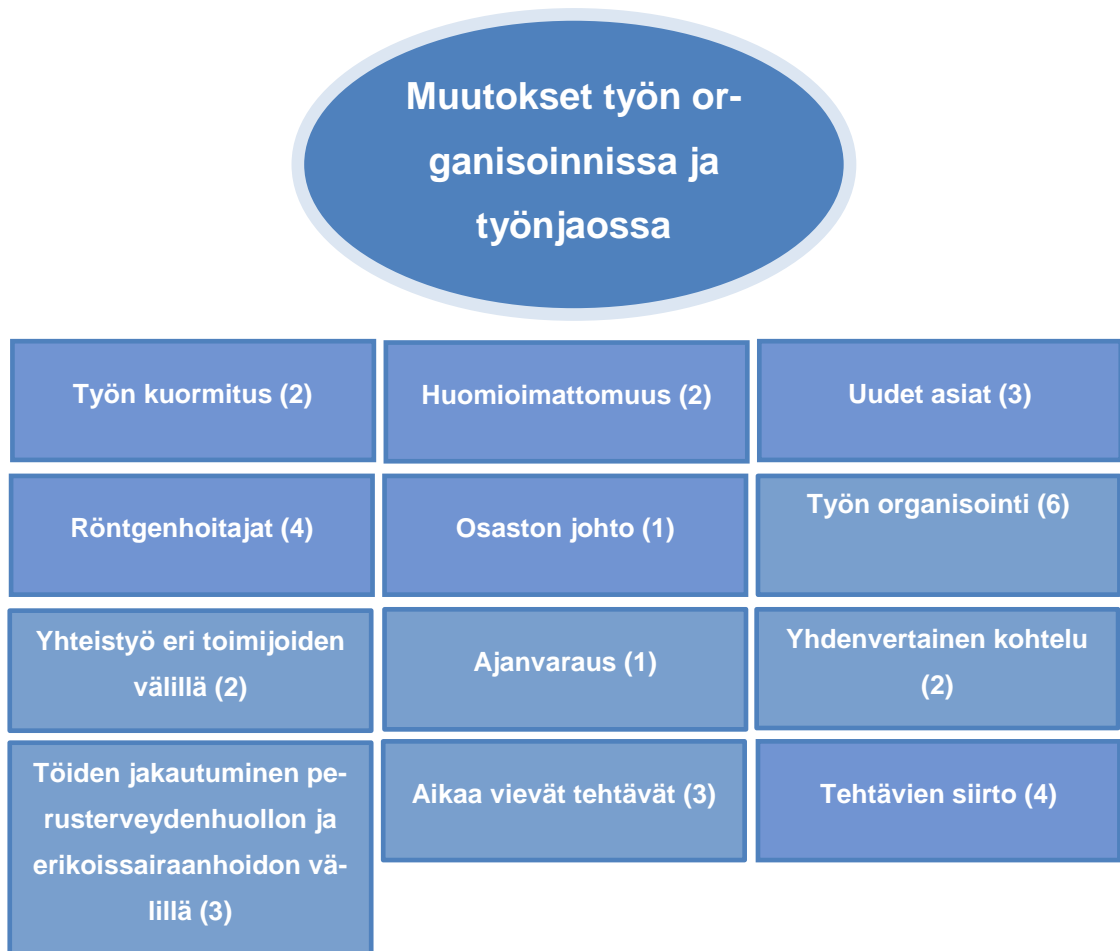 Muutokset työn or-
ganisoinnissa ja
työnjaossa
Työn kuormitus (2)
Huomioimattomuus (2)
Uudet asiat (3)
Röntgenhoitajat (4)
Osaston johto (1)
Työn organisointi (6)
Yhteistyö eri toimijoiden
välillä (2)
Ajanvaraus (1)
Yhdenvertainen kohtelu
(2)
Töiden jakautuminen pe-
rusterveydenhuollon ja
erikoissairaanhoidon vä-
lillä (3)
Aikaa vievät tehtävät (3)
Tehtävien siirto (4)